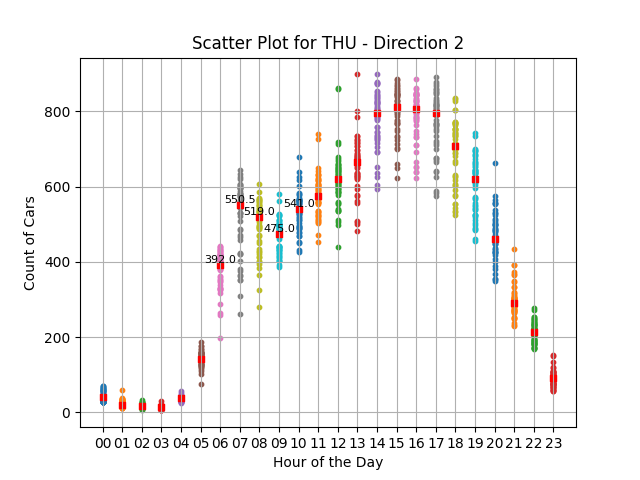 Scatter Plot for THU - Direction 2
Count of Cars
800
600
400
200
0
392.0
550.5
519.0
475.0
541.0
00 01 02 03 04 05 06 07 08 09 10 11 12 13 14 15 16 17 18 19 20 21 22 23
Hour of the Day